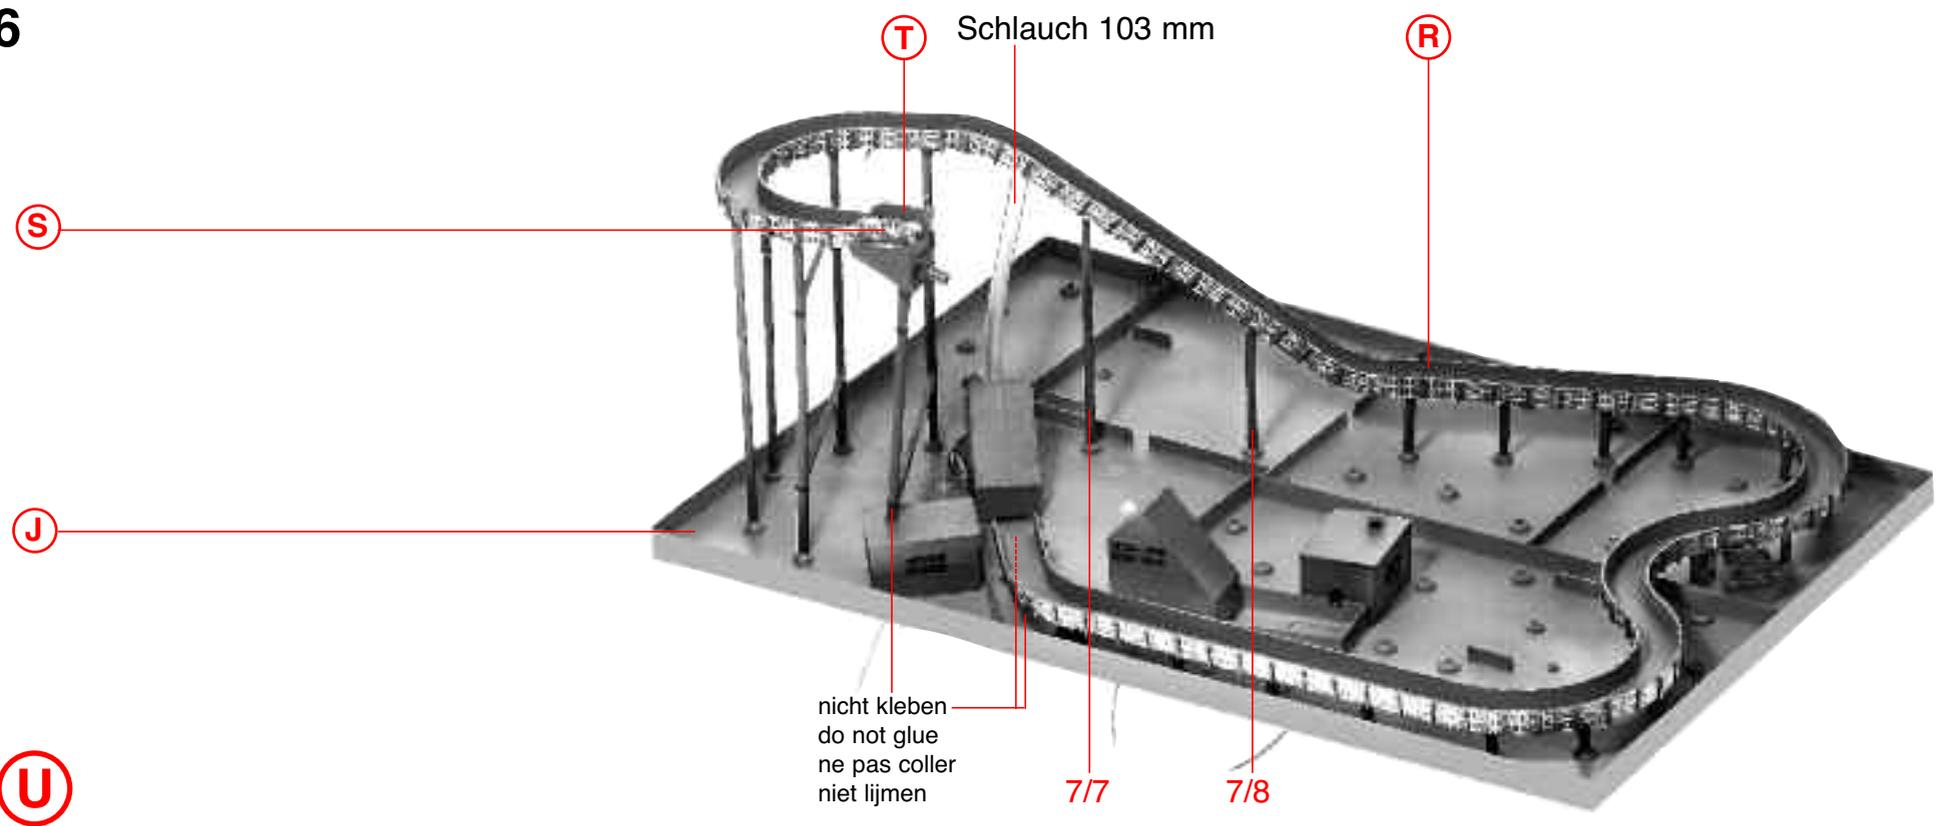 6
T
Schlauch 103 mm
R
S
J
nicht kleben
do not glue
ne pas coller
niet lijmen
7/7
7/8
U